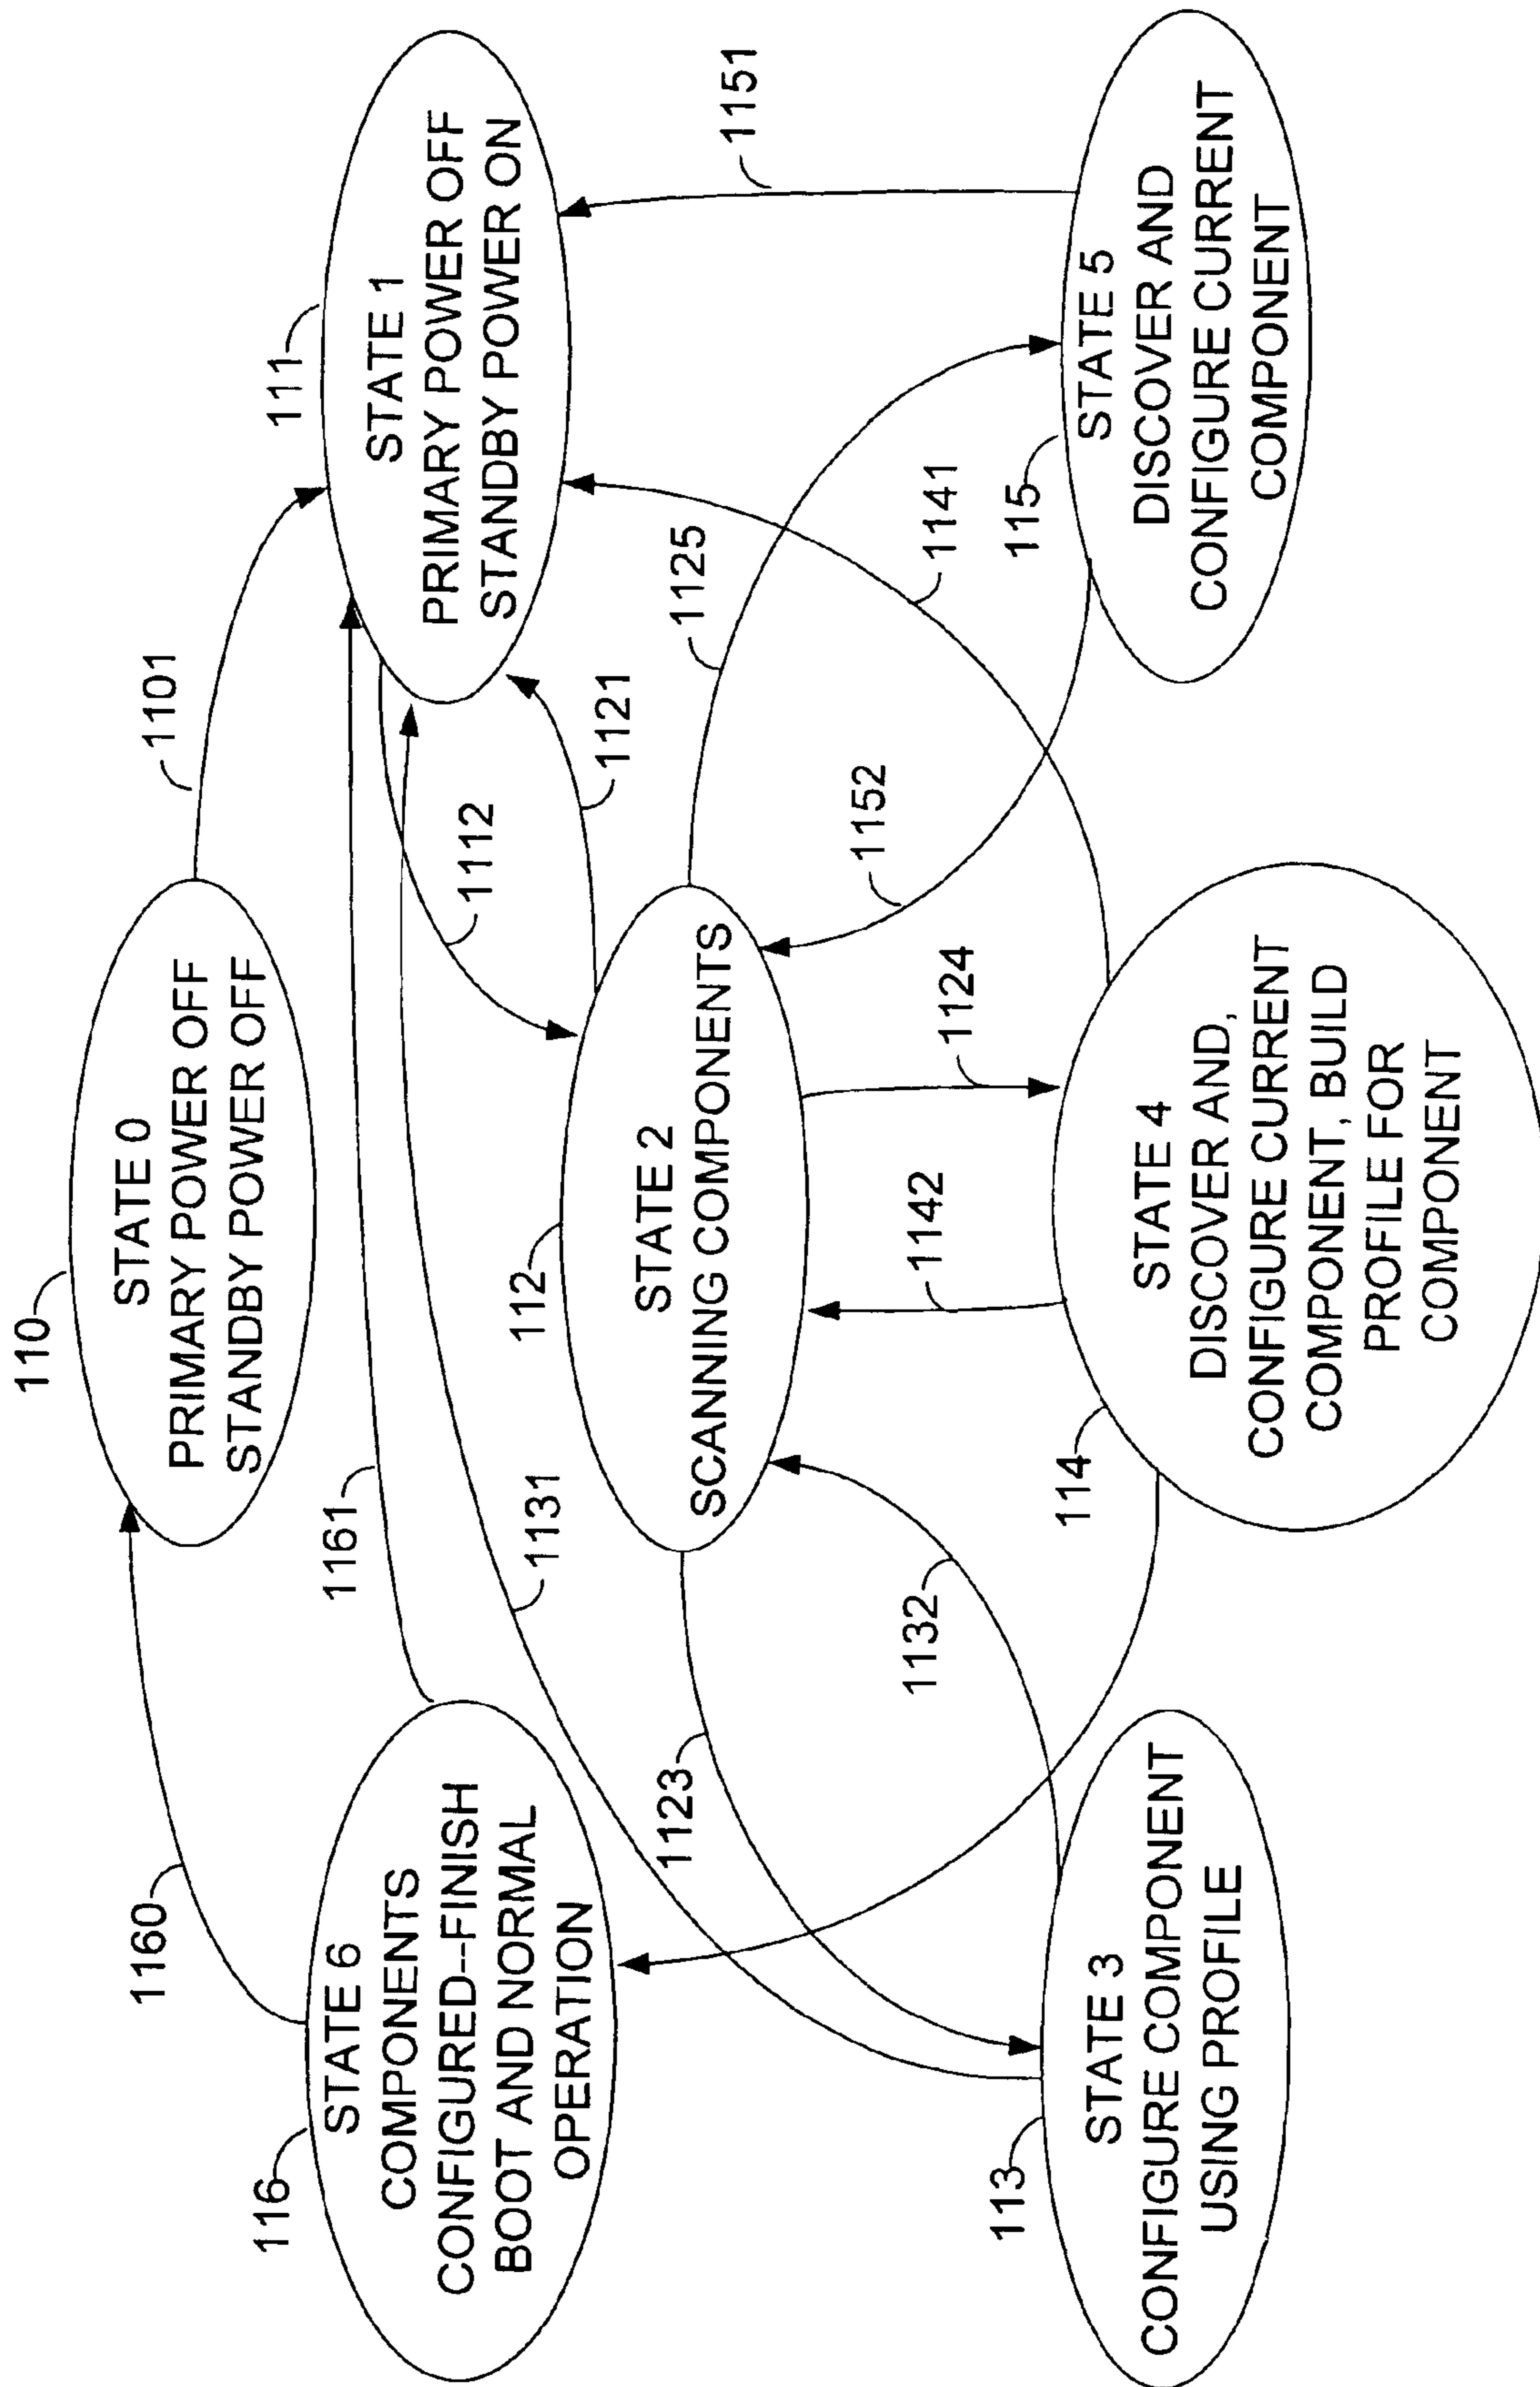 110
STATE 0
PRIMARY POWER OFF
STANDBY POWER OFF
1160
1101
116
STATE 6
COMPONENTS
CONFIGURED--FINISH
BOOT AND NORMAL
OPERATION
1161
111
STATE 1
PRIMARY POWER OFF
STANDBY POWER ON
1131
1112
1121
112
STATE 2
SCANNING COMPONENTS
1123
1125
1151
1132
1142
1124
1152
1141
113
STATE 3
CONFIGURE COMPONENT
USING PROFILE
114
STATE 4
DISCOVER AND,
CONFIGURE CURRENT
COMPONENT, BUILD
PROFILE FOR
COMPONENT
115
STATE 5
DISCOVER AND
CONFIGURE CURRENT
COMPONENT